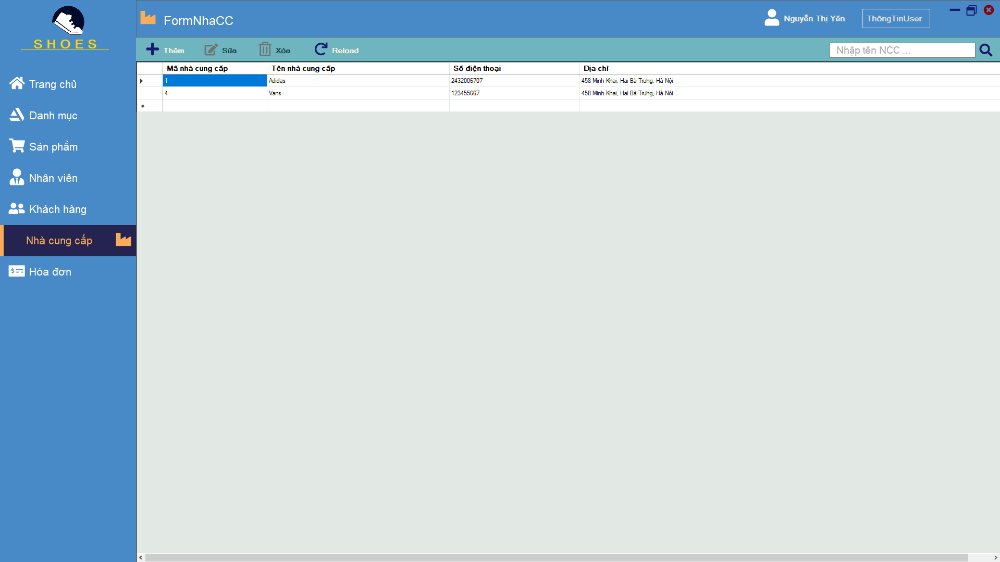 SHOES
Trang chủ
Danh mục
Sản phẩm
Nhân viên
Khách hàng
Nhà cung cấp
Hóa đơn
FormNhaCC
Nguyễn Thị Yến
ThôngTinUser
Thêm Sửa Xóa Reload
Nhập tên NCC ...
Mã nhà cung cấp Tên nhà cung cấp Số điện thoại Địa chỉ
1 Adidas 2432006707 458 Minh Khai, Hai Bà Trưng, Hà Nội
4 Vans 123455667 458 Minh Khai, Hai Bà Trưng, Hà Nội